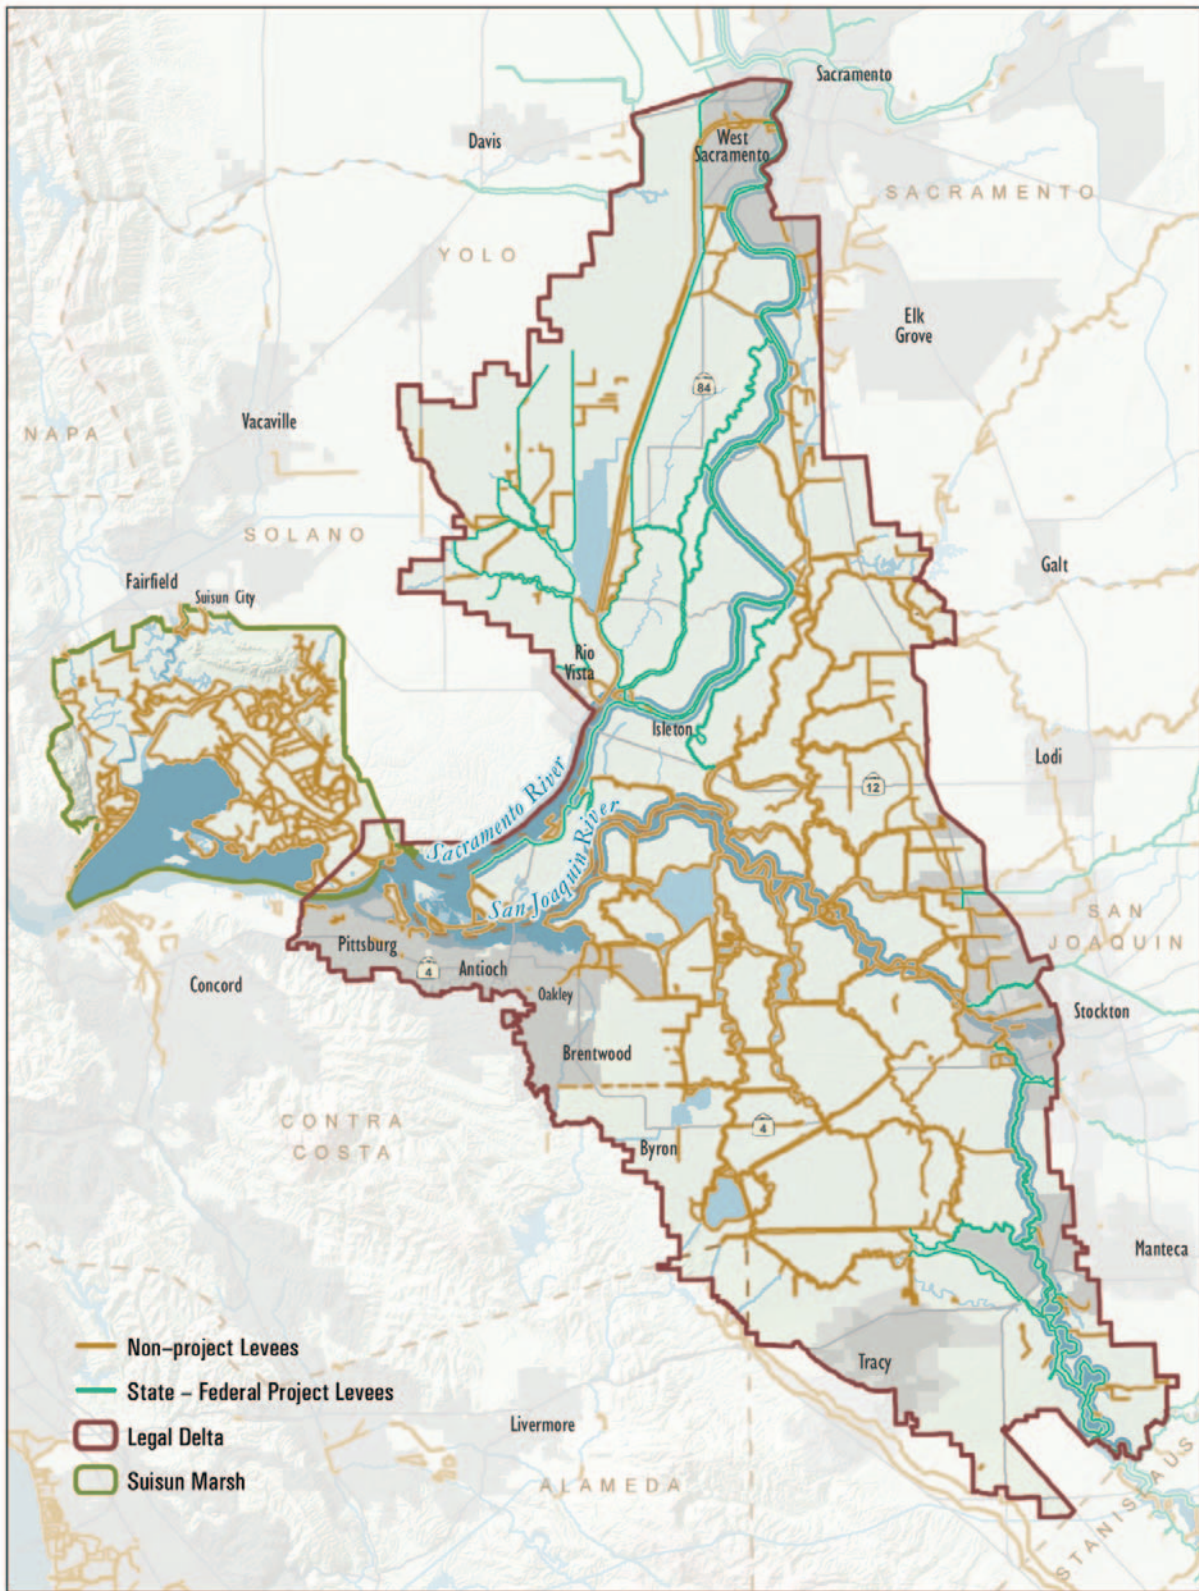 Sacramento
Davis
West
Sacramento
SACRAMENTO
YOLO
Elk
Grove
84
Vacaville
NAPA
SOLANO
Galt
Fairfield
Suisun City
Rio
Vista
Isleton
Lodi
12
Sacramento River
San Joaquin River
SAN
JOAQUIN
Pittsburg
4
Antioch
Concord
Oakley
Stockton
Brentwood
CONTRA
COSTA
4
Byron
Manteca
Non-project Levees
Tracy
State – Federal Project Levees
Livermore
Legal Delta
Suisun Marsh
ALAMEDA
STANISLAUS